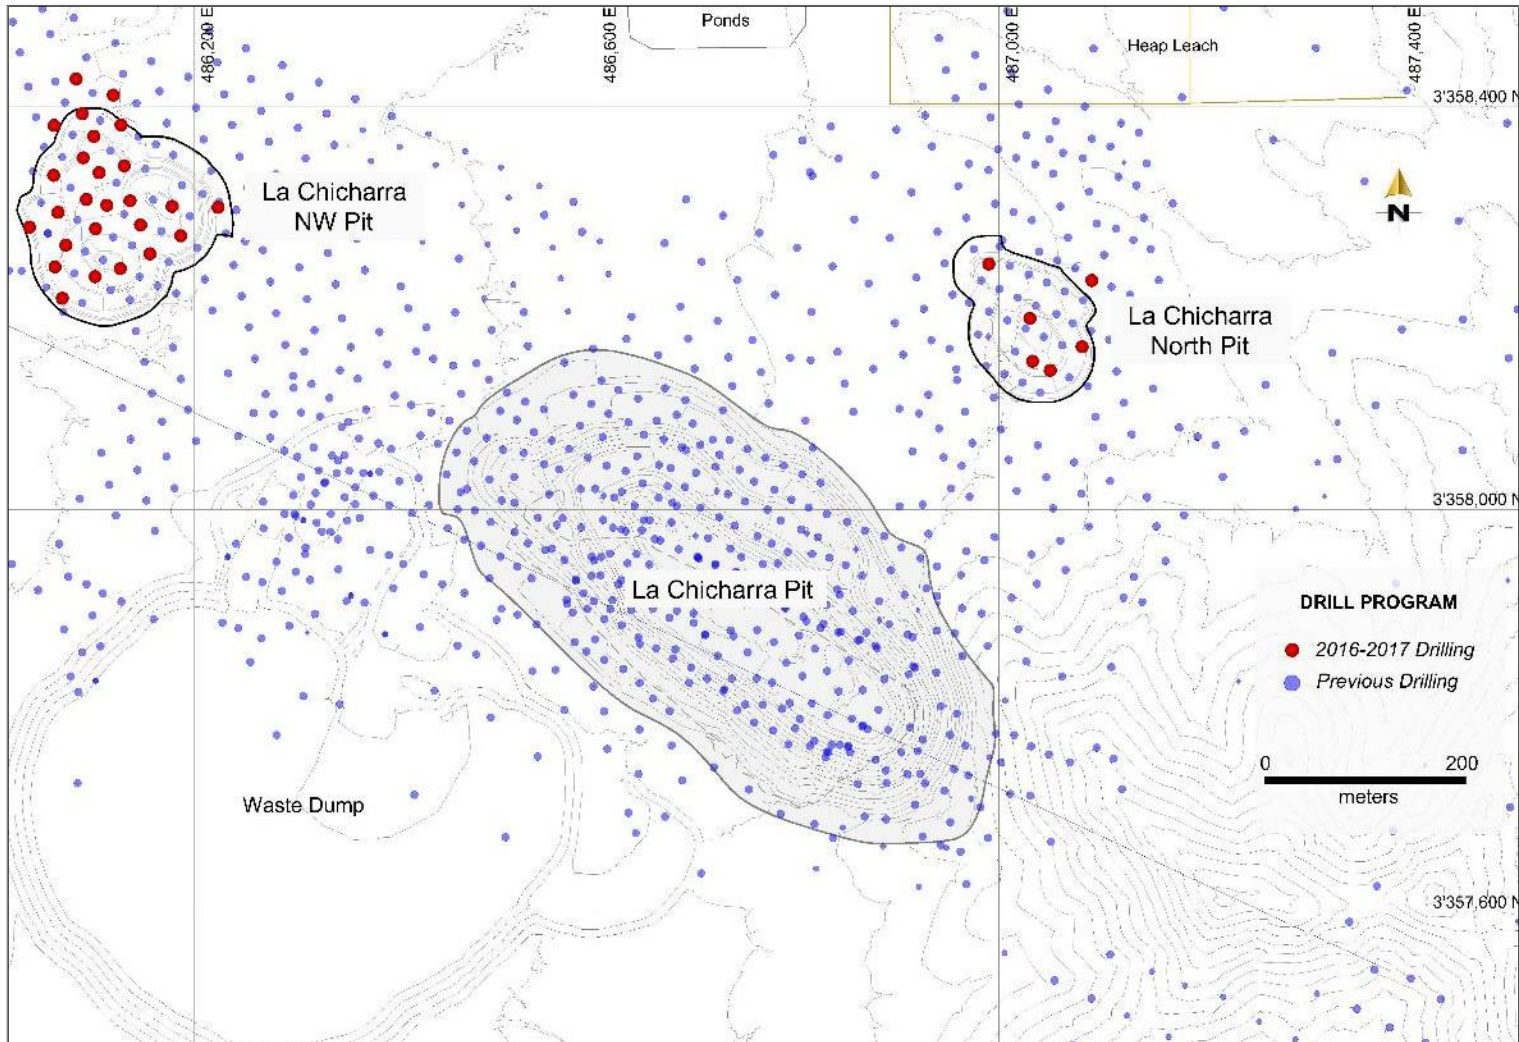 486,200 E
486,600 E
Ponds
487,000 E
Heap Leach
487,400 E
3'358,400 N
La Chicharra
NW Pit
N
La Chicharra
North Pit
3'358,000 N
La Chicharra Pit
DRILL PROGRAM
2016-2017 Drilling
Previous Drilling
0 200
meters
Waste Dump
3'357,600 N